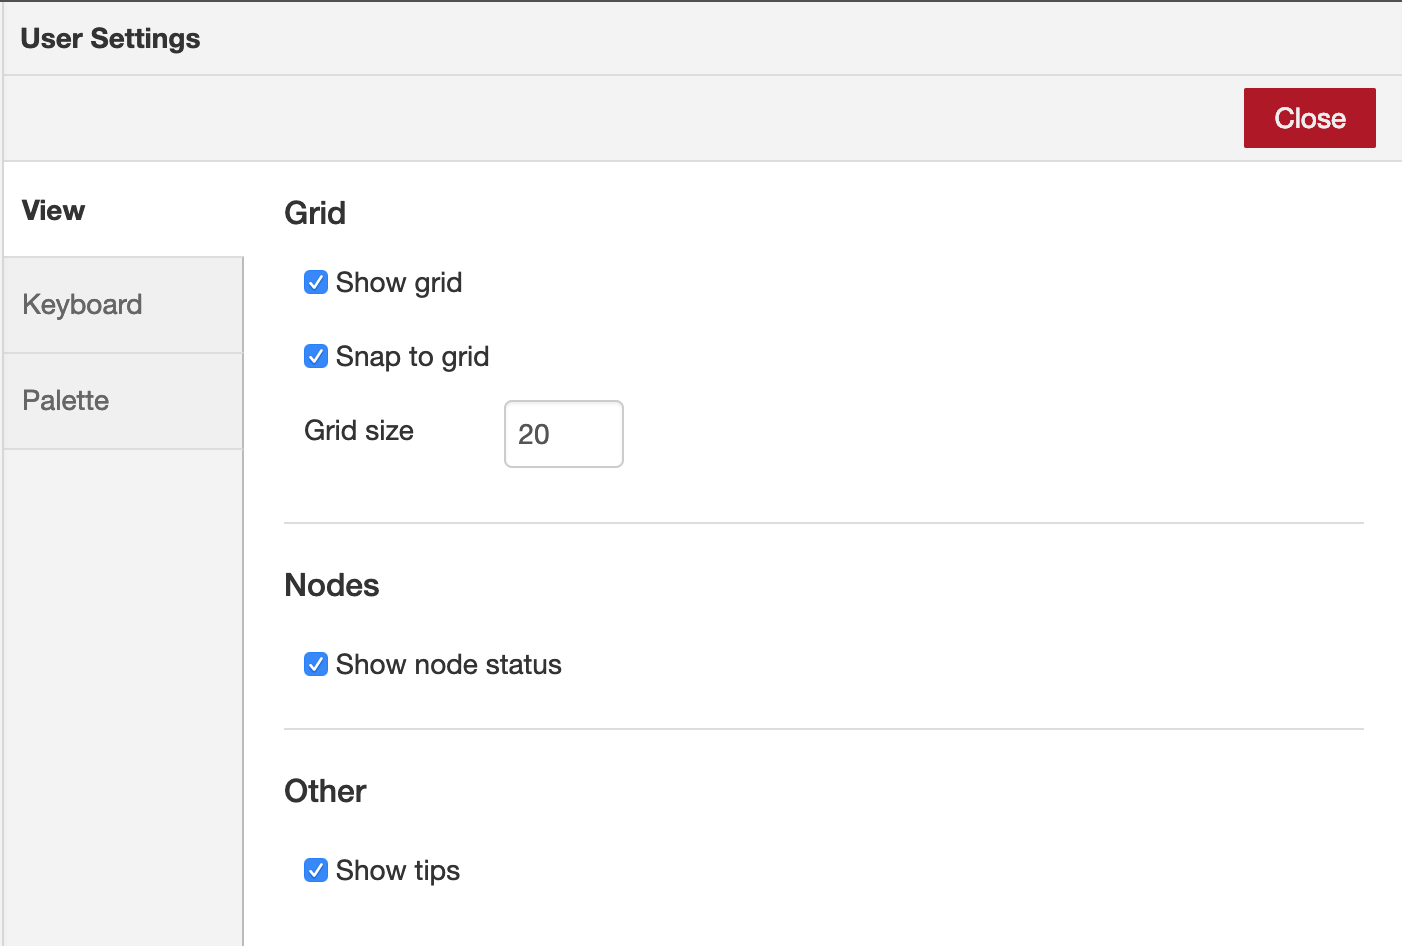 User Settings
Close
View
Keyboard
Palette
Grid
Show grid
Snap to grid
Grid size 20
Nodes
Show node status
Other
Show tips